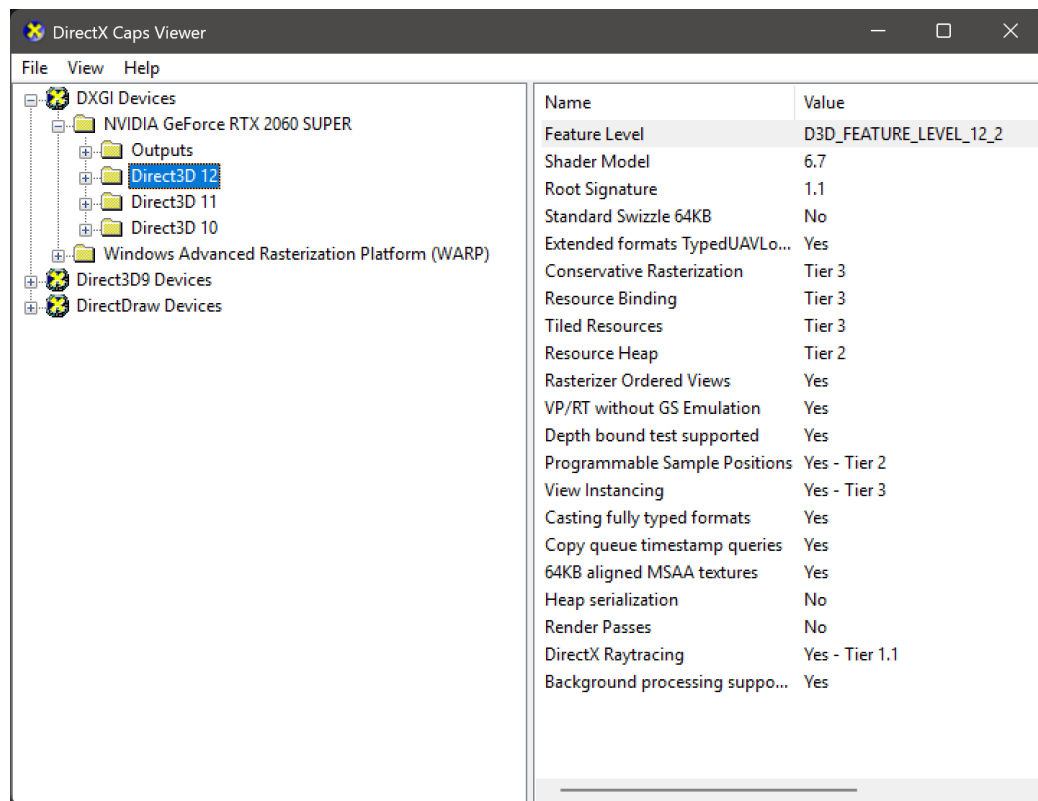 DirectX Caps Viewer
File View Help
DXGI Devices
NVIDIA GeForce RTX 2060 SUPER
Outputs
Direct3D 12
Direct3D 11
Direct3D 10
Windows Advanced Rasterization Platform (WARP)
Direct3D9 Devices
DirectDraw Devices
Name Value
Feature Level D3D_FEATURE_LEVEL_12_2
Shader Model 6.7
Root Signature 1.1
Standard Swizzle 64KB No
Extended formats TypedUAVLo... Yes
Conservative Rasterization Tier 3
Resource Binding Tier 3
Tiled Resources Tier 3
Resource Heap Tier 2
Rasterizer Ordered Views Yes
VP/RT without GS Emulation Yes
Depth bound test supported Yes
Programmable Sample Positions Yes - Tier 2
View Instancing Yes - Tier 3
Casting fully typed formats Yes
Copy queue timestamp queries Yes
64KB aligned MSAA textures Yes
Heap serialization No
Render Passes No
DirectX Raytracing Yes - Tier 1.1
Background processing suppo... Yes